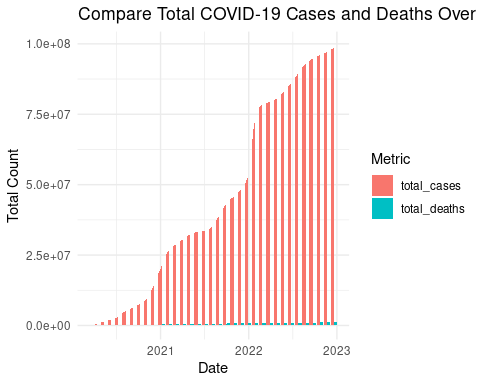 Compare Total COVID-19 Cases and Deaths Over
1.0e+08
7.5e+07
5.0e+07
2.5e+07
0.0e+00
Total Count
2021
2022
2023
Date
Metric
total_cases
total_deaths